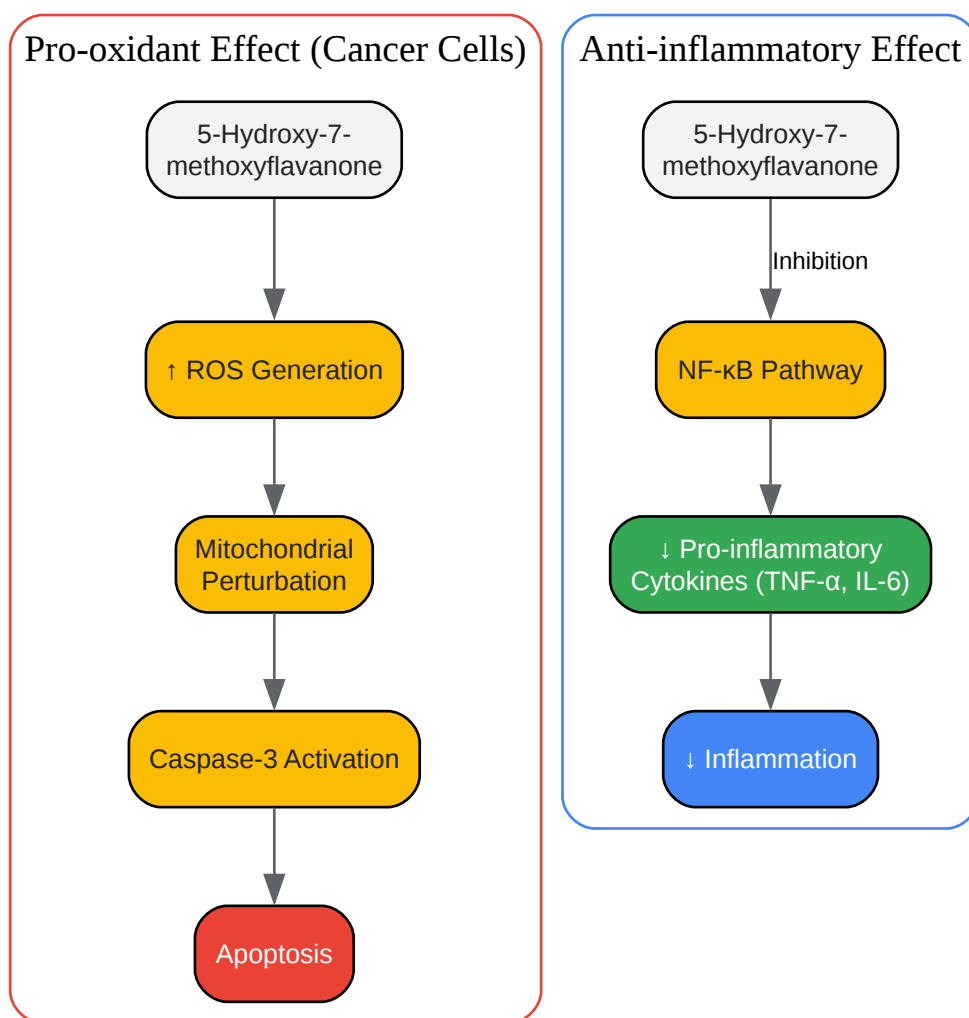 Pro-oxidant Effect (Cancer Cells)
5-Hydroxy-7-
methoxyflavanone
↑ ROS Generation
Mitochondrial
Perturbation
Caspase-3 Activation
Apoptosis
Anti-inflammatory Effect
5-Hydroxy-7-
methoxyflavanone
Inhibition
NF-κB Pathway
↓ Pro-inflammatory
Cytokines (TNF-α, IL-6)
↓ Inflammation